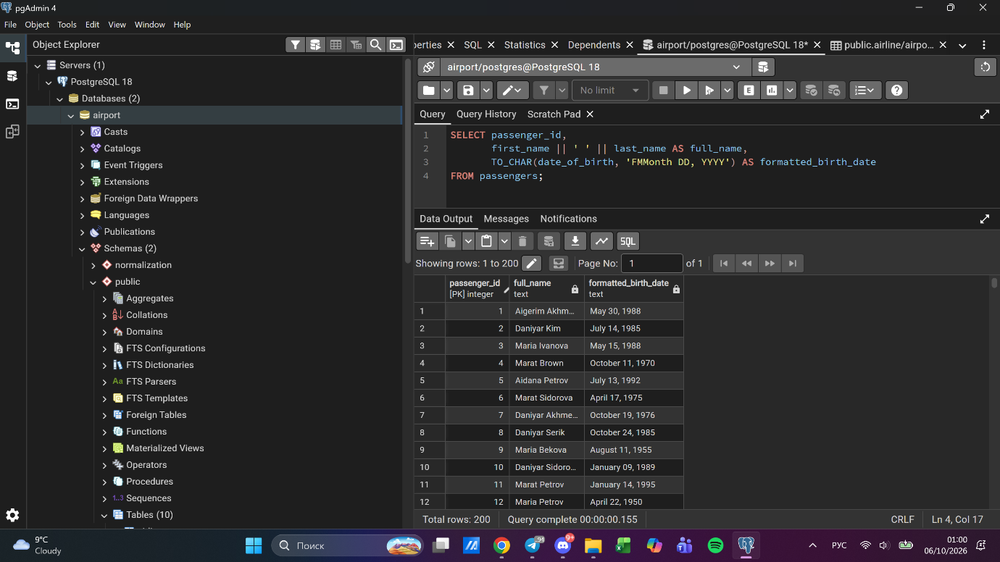 pgAdmin 4
File Object Tools Edit View Window Help
Object Explorer
Servers (1)
PostgreSQL 18
Databases (2)
airport
Casts
Catalogs
Event Triggers
Extensions
Foreign Data Wrappers
Languages
Publications
Schemas (2)
normalization
public
Aggregates
Collations
Domains
FTS Configurations
FTS Dictionaries
Aa FTS Parsers
FTS Templates
Foreign Tables
Functions
Materialized Views
Operators
Procedures
1..3 Sequences
Tables (10)
erties SQL Statistics Dependents airport/postgres@PostgreSQL 18* public.airline/airpo...
airport/postgres@PostgreSQL 18
No limit E
Query Query History Scratch Pad
1 SELECT passenger_id,
2 first_name || ' ' || last_name AS full_name,
3 TO_CHAR(date_of_birth, 'FMMonth DD, YYYY') AS formatted_birth_date
4 FROM passengers;
Data Output Messages Notifications
SQL
Showing rows: 1 to 200 Page No: 1 of 1
passenger_id full_name formatted_birth_date
[PK] integer text text
1 1 Aigerim Akhm... May 30, 1988
2 2 Daniyar Kim July 14, 1985
3 3 Maria Ivanova May 15, 1988
4 4 Marat Brown October 11, 1970
5 5 Aidana Petrov July 13, 1992
6 6 Marat Sidorova April 17, 1975
7 7 Daniyar Akhme... October 19, 1976
8 8 Daniyar Serik October 24, 1985
9 9 Maria Bekova August 11, 1955
10 10 Daniyar Sidoro... January 09, 1989
11 11 Marat Petrov January 14, 1995
12 12 Maria Petrov April 22, 1950
Total rows: 200 Query complete 00:00:00.155 CRLF Ln 4, Col 17
9°C
Cloudy
Поиск
94
9+
РУС
01:00
06/10/2026